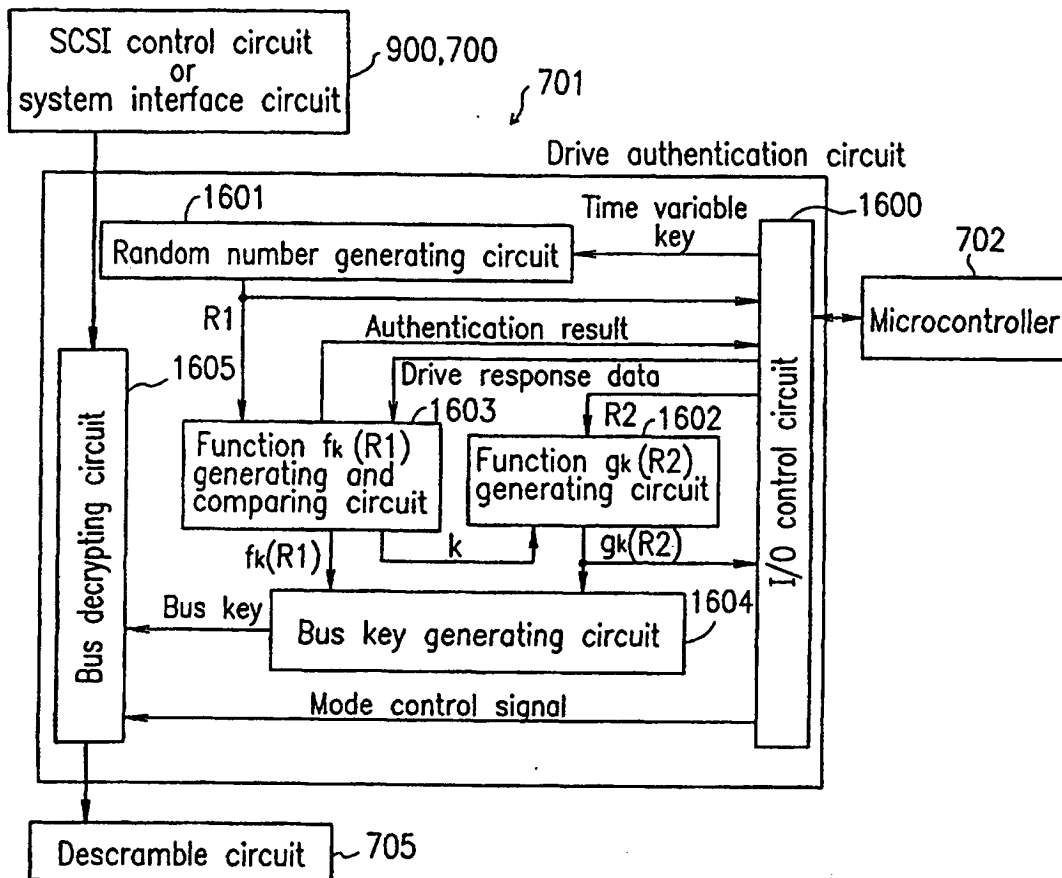 SCSI control circuit
or
system interface circuit
900,700
701
Drive authentication circuit
1601
Time variable
key
1600
Random number generating circuit
702
Microcontroller
R1
Authentication result
1605
Drive response data
1603
R2
1602
Function fk(R1)
generating and
comparing circuit
Function gk(R2)
generating circuit
I/O control circuit
Bus decrypting circuit
fk(R1)
k
gk(R2)
1604
Bus key
Bus key generating circuit
Mode control signal
Descramble circuit
705